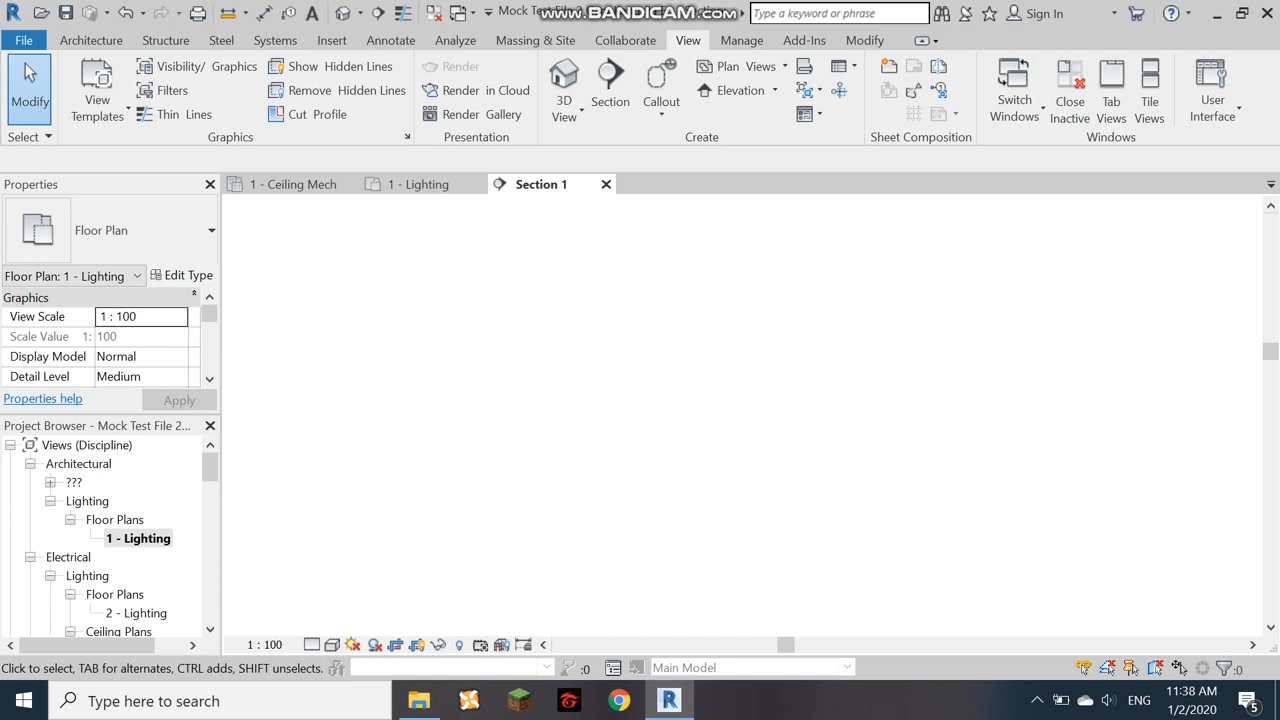 Mock Test File 2
www.BANDICAM.com
Type a keyword or phrase
Sign In
File Architecture Structure Steel Systems Insert Annotate Analyze Massing & Site Collaborate View Manage Add-Ins Modify
Modify
Select
View Templates
Visibility/ Graphics
Filters
Thin Lines
Show Hidden Lines
Remove Hidden Lines
Cut Profile
Graphics
Render
Render in Cloud
Render Gallery
Presentation
3D View
Section
Callout
Plan Views
Elevation
Create
Sheet Composition
Switch Windows
Close Inactive
Tab Views
Tile Views
Windows
User Interface
Properties
1 - Ceiling Mech
1 - Lighting
Section 1
Floor Plan
Floor Plan: 1 - Lighting
Edit Type
Graphics
View Scale 1 : 100
Scale Value 1: 100
Display Model Normal
Detail Level Medium
Properties help
Apply
Project Browser - Mock Test File 2...
Views (Discipline)
Architectural
???
Lighting
Floor Plans
1 - Lighting
Electrical
Lighting
Floor Plans
2 - Lighting
Ceiling Plans
1 : 100
Click to select, TAB for alternates, CTRL adds, SHIFT unselects.
:0
Main Model
:0
Type here to search
ENG
11:38 AM
1/2/2020
5